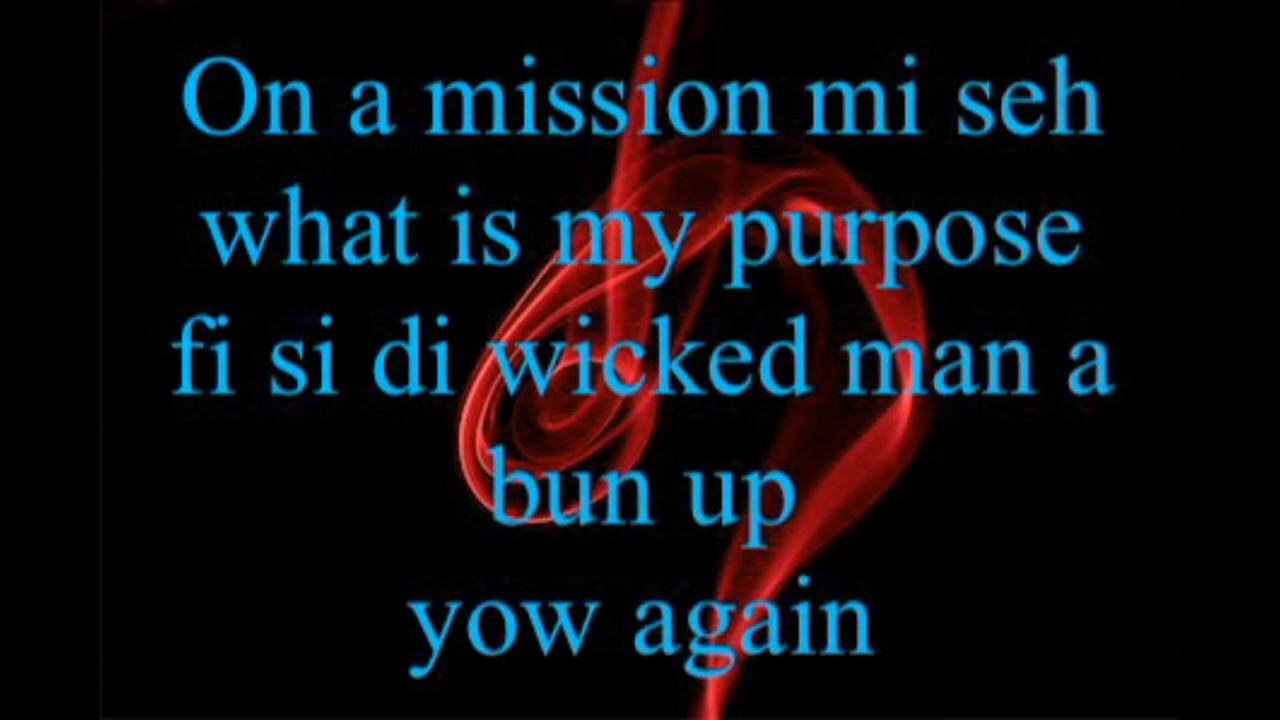 On a mission mi seh
what is my purpose
fi si di wicked man a
bun up
yow again